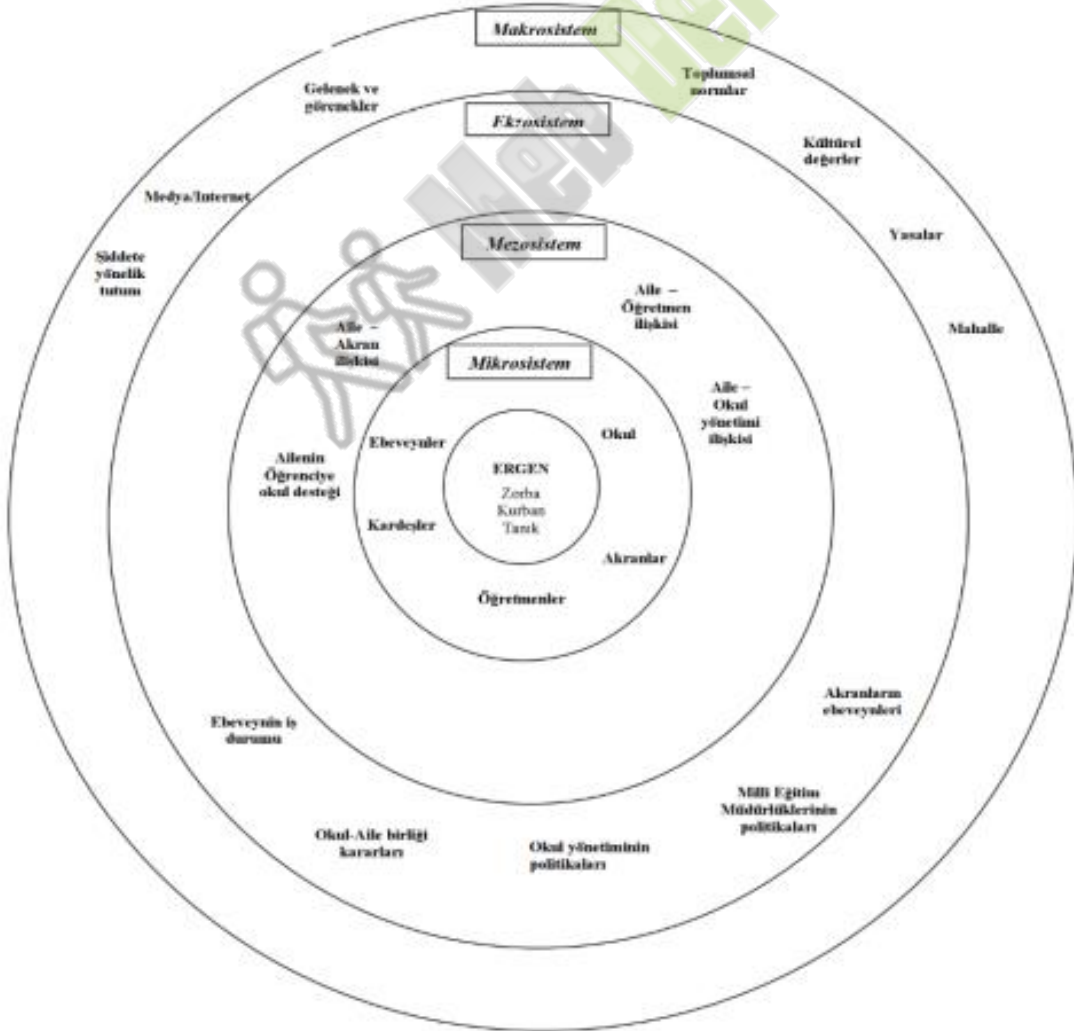 Makrosistem
Gelenek ve
görenekler
Toplumsal
normlar
Ekzosistem
Kültürel
değerler
Medya/Internet
Yasalar
Şiddete
yönelik
tutum
Mezosistem
Aile –
Öğretmen
ilişkisi
Mahalle
Aile –
Akran
ilişkisi
Mikrosistem
Aile –
Okul
yönetimi
ilişkisi
Ebeveynler
Okul
Ailenin
Öğrenciye
okul desteği
ERGEN
Zorba
Kurban
Tanık
Kardeşler
Akranlar
Öğretmenler
Akranların
ebeveynleri
Ebeveynin iş
durumu
Milli Eğitim
Müdürlüklerinin
politikaları
Okul-Aile birliği
kararları
Okul yönetiminin
politikaları
Web